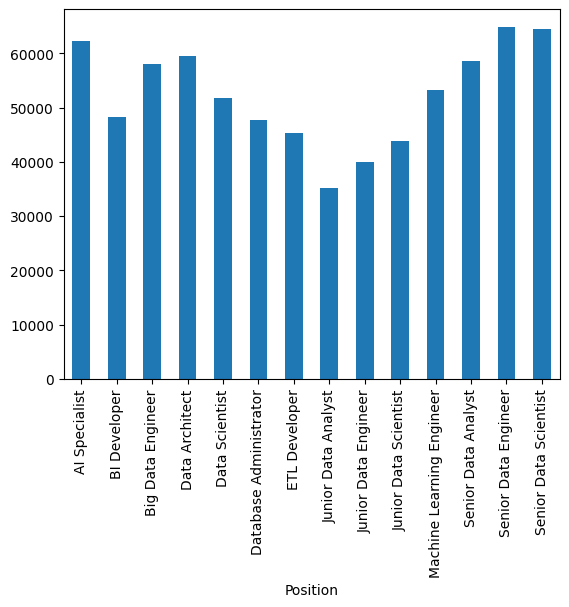 60000
50000
40000
30000
20000
10000
0
AI Specialist
BI Developer
Big Data Engineer
Data Architect
Data Scientist
Database Administrator
ETL Developer
Junior Data Analyst
Junior Data Engineer
Junior Data Scientist
Machine Learning Engineer
Senior Data Analyst
Senior Data Engineer
Senior Data Scientist
Position